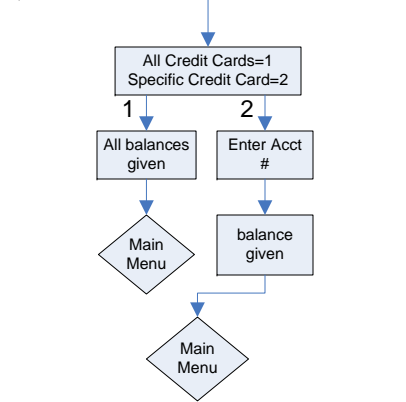 All Credit Cards=1
Specific Credit Card=2
1
2
All balances
given
Enter Acct
#
Main
Menu
balance
given
Main
Menu